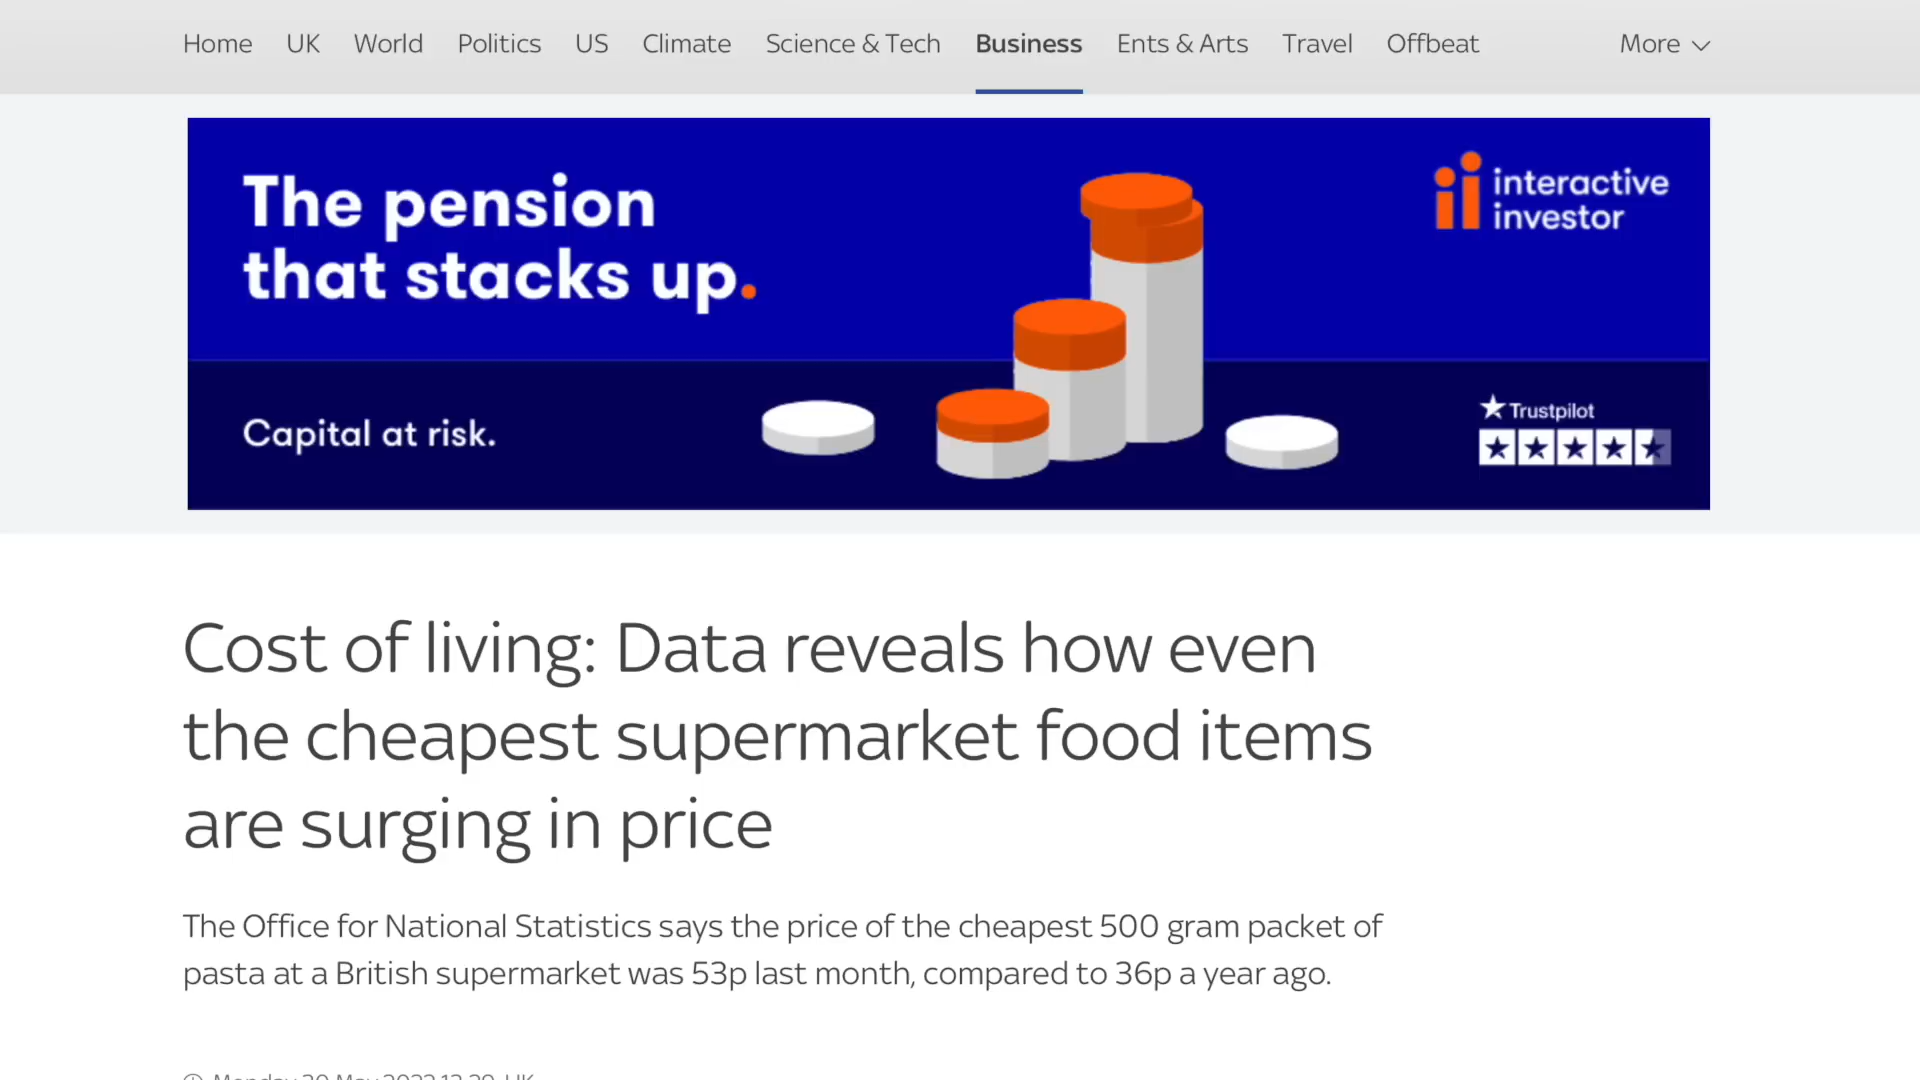 Home UK World Politics US Climate Science & Tech Business Ents & Arts Travel Offbeat More
The pension
that stacks up.
interactive
investor
Capital at risk.
Trustpilot
Cost of living: Data reveals how even
the cheapest supermarket food items
are surging in price
The Office for National Statistics says the price of the cheapest 500 gram packet of
pasta at a British supermarket was 53p last month, compared to 36p a year ago.